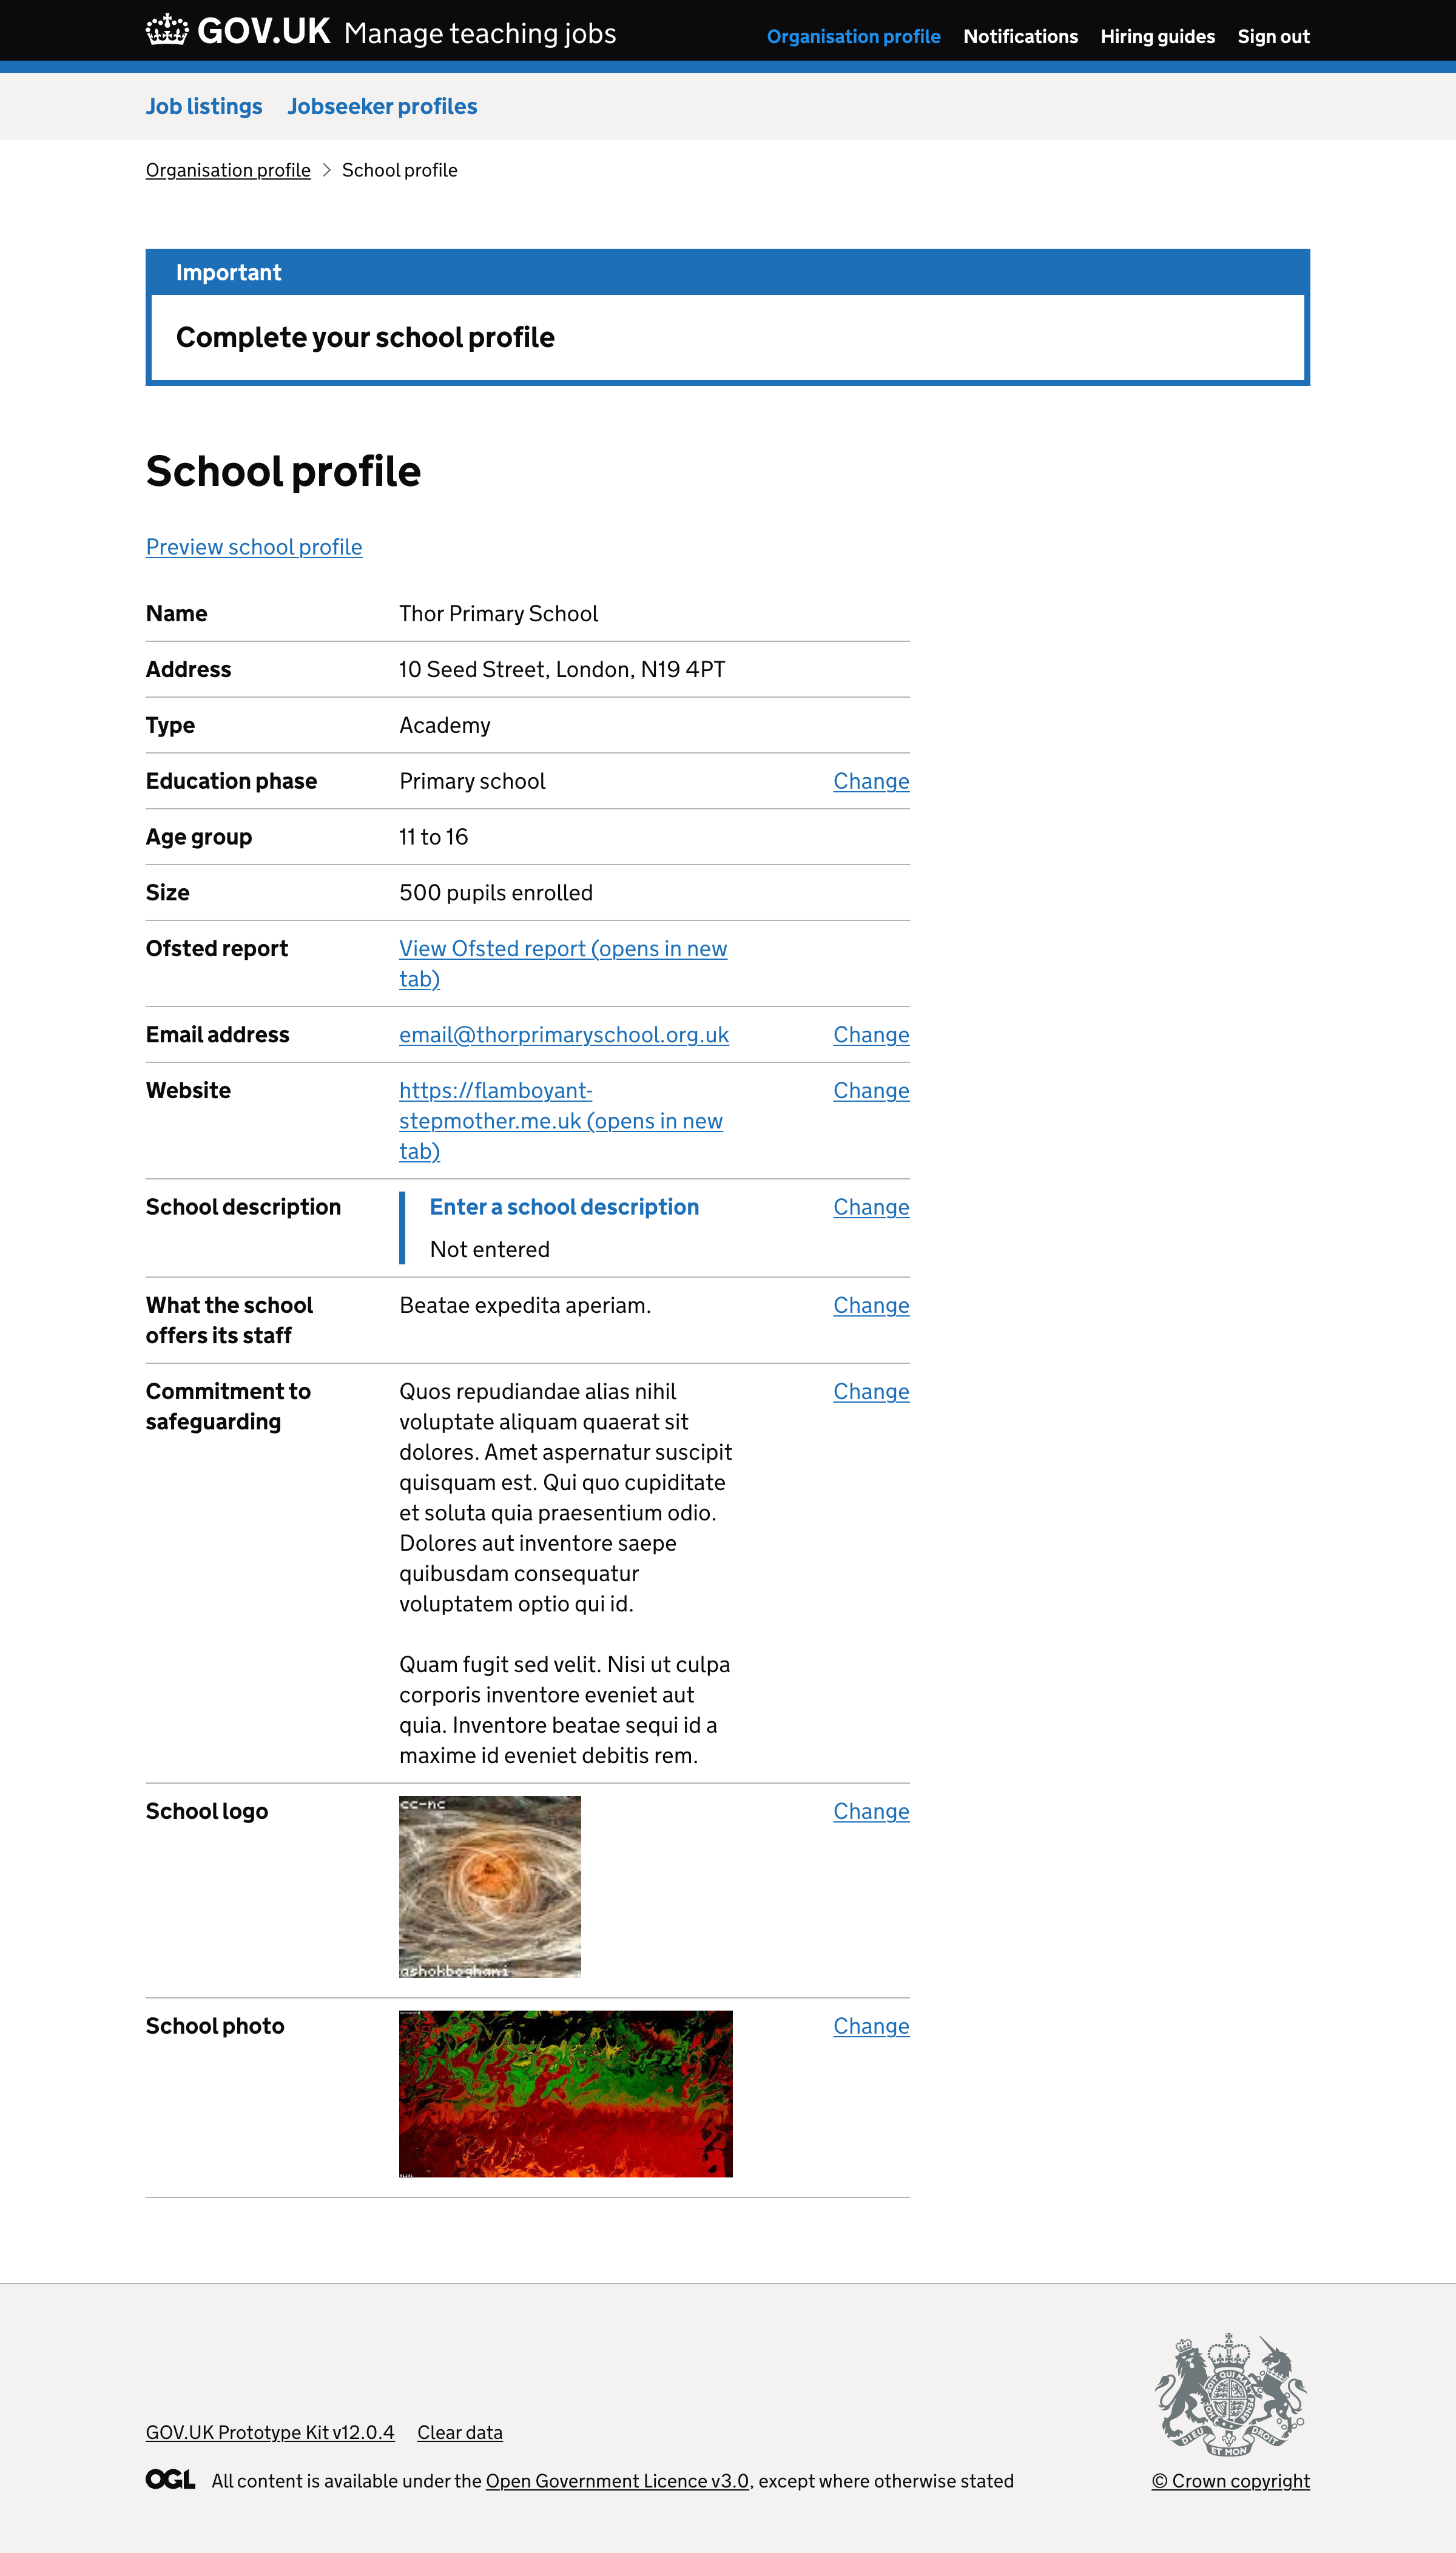 GOV.UK Manage teaching jobs
Organisation profile Notifications Hiring guides Sign out
Job listings Jobseeker profiles
Organisation profile School profile
Important
Complete your school profile
School profile
Preview school profile
Name Thor Primary School
Address 10 Seed Street, London, N19 4PT
Type Academy
Education phase Primary school Change
Age group 11 to 16
Size 500 pupils enrolled
Ofsted report View Ofsted report (opens in new
tab)
Email address email@thorprimaryschool.org.uk Change
Website https://flamboyant- Change
stepmother.me.uk (opens in new
tab)
School description Enter a school description Change
Not entered
What the school Beatae expedita aperiam. Change
offers its staff
Commitment to Quos repudiandae alias nihil Change
safeguarding voluptate aliquam quaerat sit
dolores. Amet aspernatur suscipit
quisquam est. Qui quo cupiditate
et soluta quia praesentium odio.
Dolores aut inventore saepe
quibusdam consequatur
voluptatem optio qui id.
Quam fugit sed velit. Nisi ut culpa
corporis inventore eveniet aut
quia. Inventore beatae sequi id a
maxime id eveniet debitis rem.
School logo Change
cc-nc
ashokboghani
School photo Change
DIEU ET MON DROIT
GOV.UK Prototype Kit v12.0.4 Clear data
OGL All content is available under the Open Government Licence v3.0, except where otherwise stated
© Crown copyright